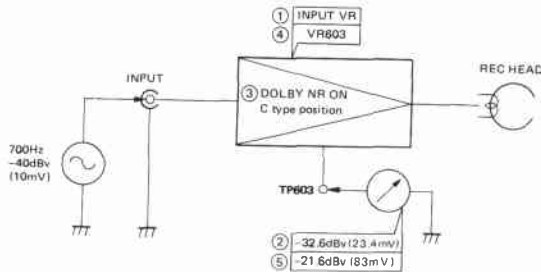 ① INPUT VR
④ VR603
INPUT
REC HEAD
③ DOLBY NR ON
C type position
700Hz
-40dBv
(10mV)
TP603
② -32.6dBv (23.4mV)
⑤ -21.6dBv (83mV)